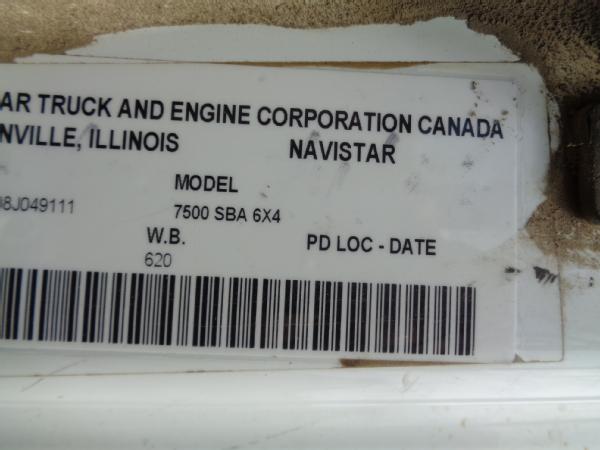 AR TRUCK AND ENGINE CORPORATION CANADA
NVILLE, ILLINOIS NAVISTAR
MODEL
8J049111 7500 SBA 6X4
W.B. PD LOC - DATE
620